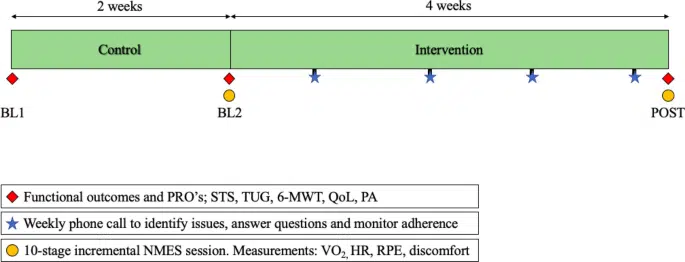 2 weeks 4 weeks
Control Intervention
BL1 BL2 POST
Functional outcomes and PRO's; STS, TUG, 6-MWT, QoL, PA
Weekly phone call to identify issues, answer questions and monitor adherence
10-stage incremental NMES session. Measurements: VO2, HR, RPE, discomfort